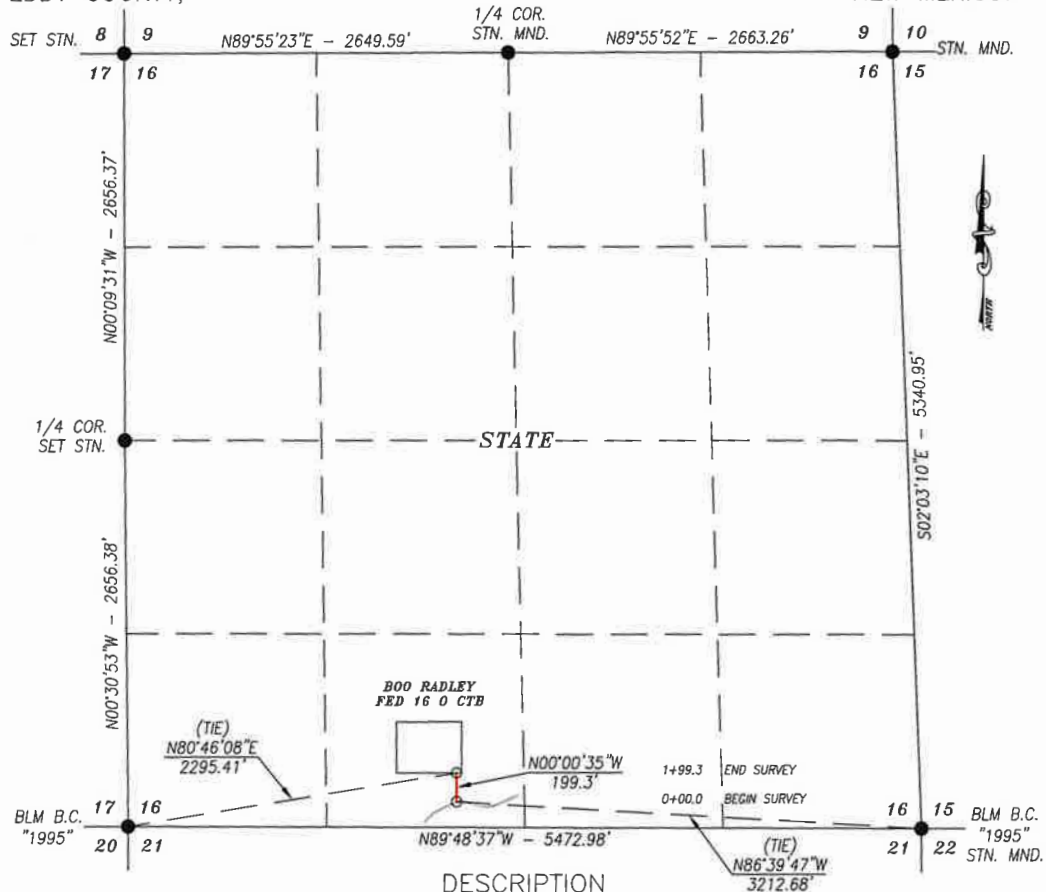 1/4 COR.
STN. MND.
SET STN.
8 9
N89°55'23"E - 2649.59'
N89°55'52"E - 2663.26'
9 10
STN. MND.
17 16
16 15
N00°09'31"W - 2656.37'
NORTH
S02°03'10"E - 5340.95'
1/4 COR.
SET STN.
STATE
N00°30'53"W - 2656.38'
BOO RADLEY
FED 16 O CTB
(TIE)
N80°46'08"E
2295.41'
N00°00'35"W
199.3'
1+99.3 END SURVEY
0+00.0 BEGIN SURVEY
17 16
16 15
BLM B.C.
"1995"
BLM B.C.
"1995"
STN. MND.
20 21
N89°48'37"W - 5472.98'
21 22
(TIE)
N86°39'47"W
3212.68'
DESCRIPTION